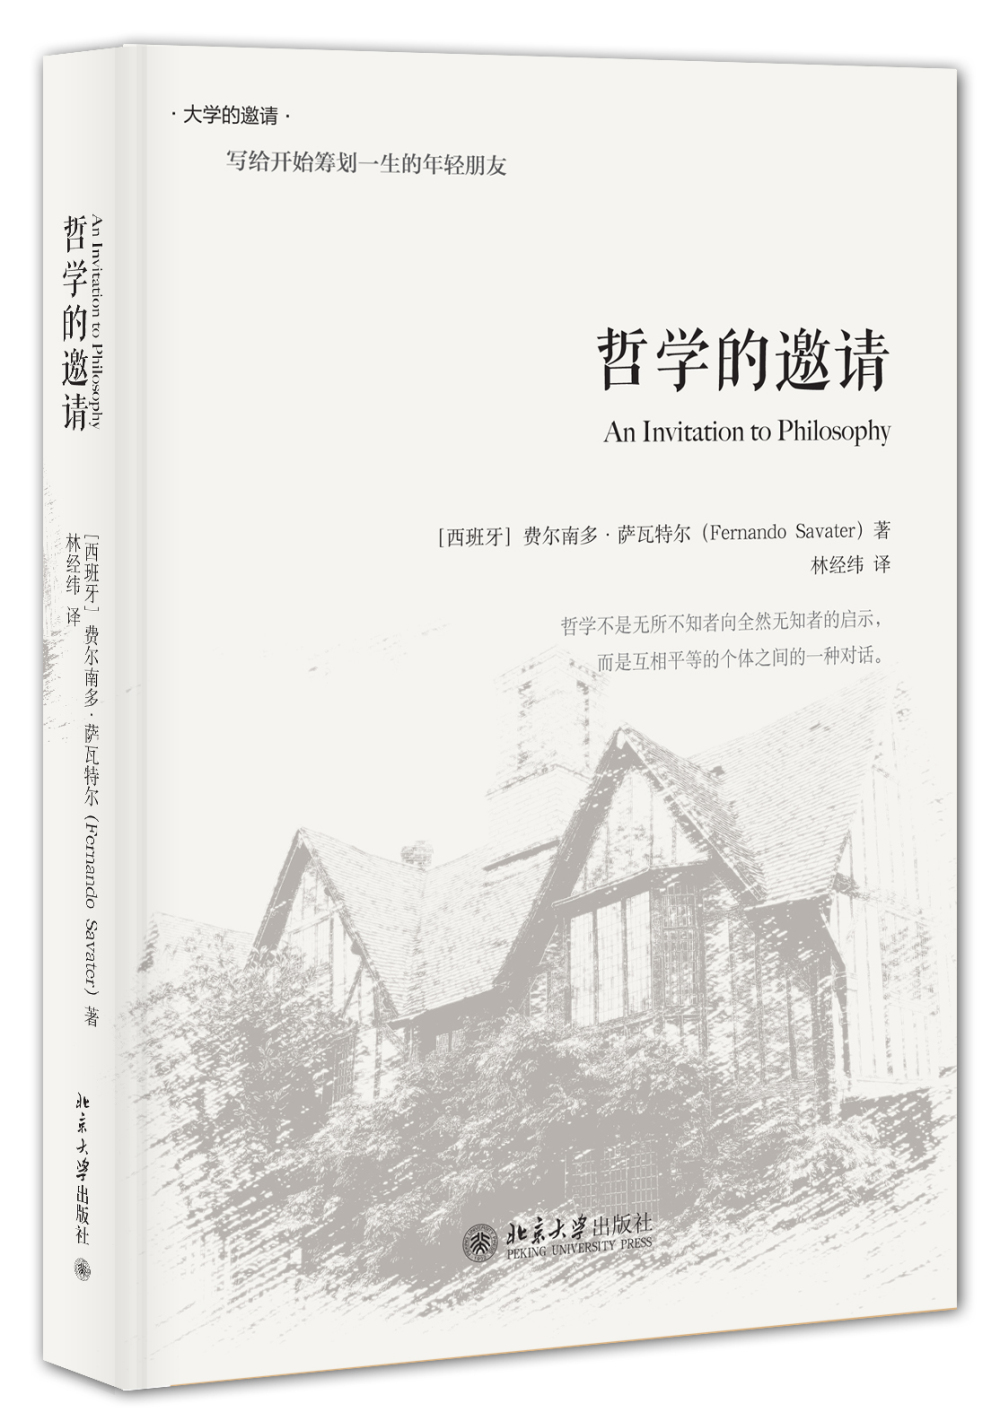 ·大学的邀请·
写给开始筹划一生的年轻朋友
哲学的邀请
An Invitation to Philosophy
[西班牙] 费尔南多·萨瓦特尔（Fernando Savater）著
林经纬 译
哲学不是无所不知者向全然无知者的启示，
而是互相平等的个体之间的一种对话。
北京大学出版社
PEKING UNIVERSITY PRESS
哲学的邀请
An Invitation to Philosophy
[西班牙] 费尔南多·萨瓦特尔（Fernando Savater）著
林经纬 译
北京大学出版社